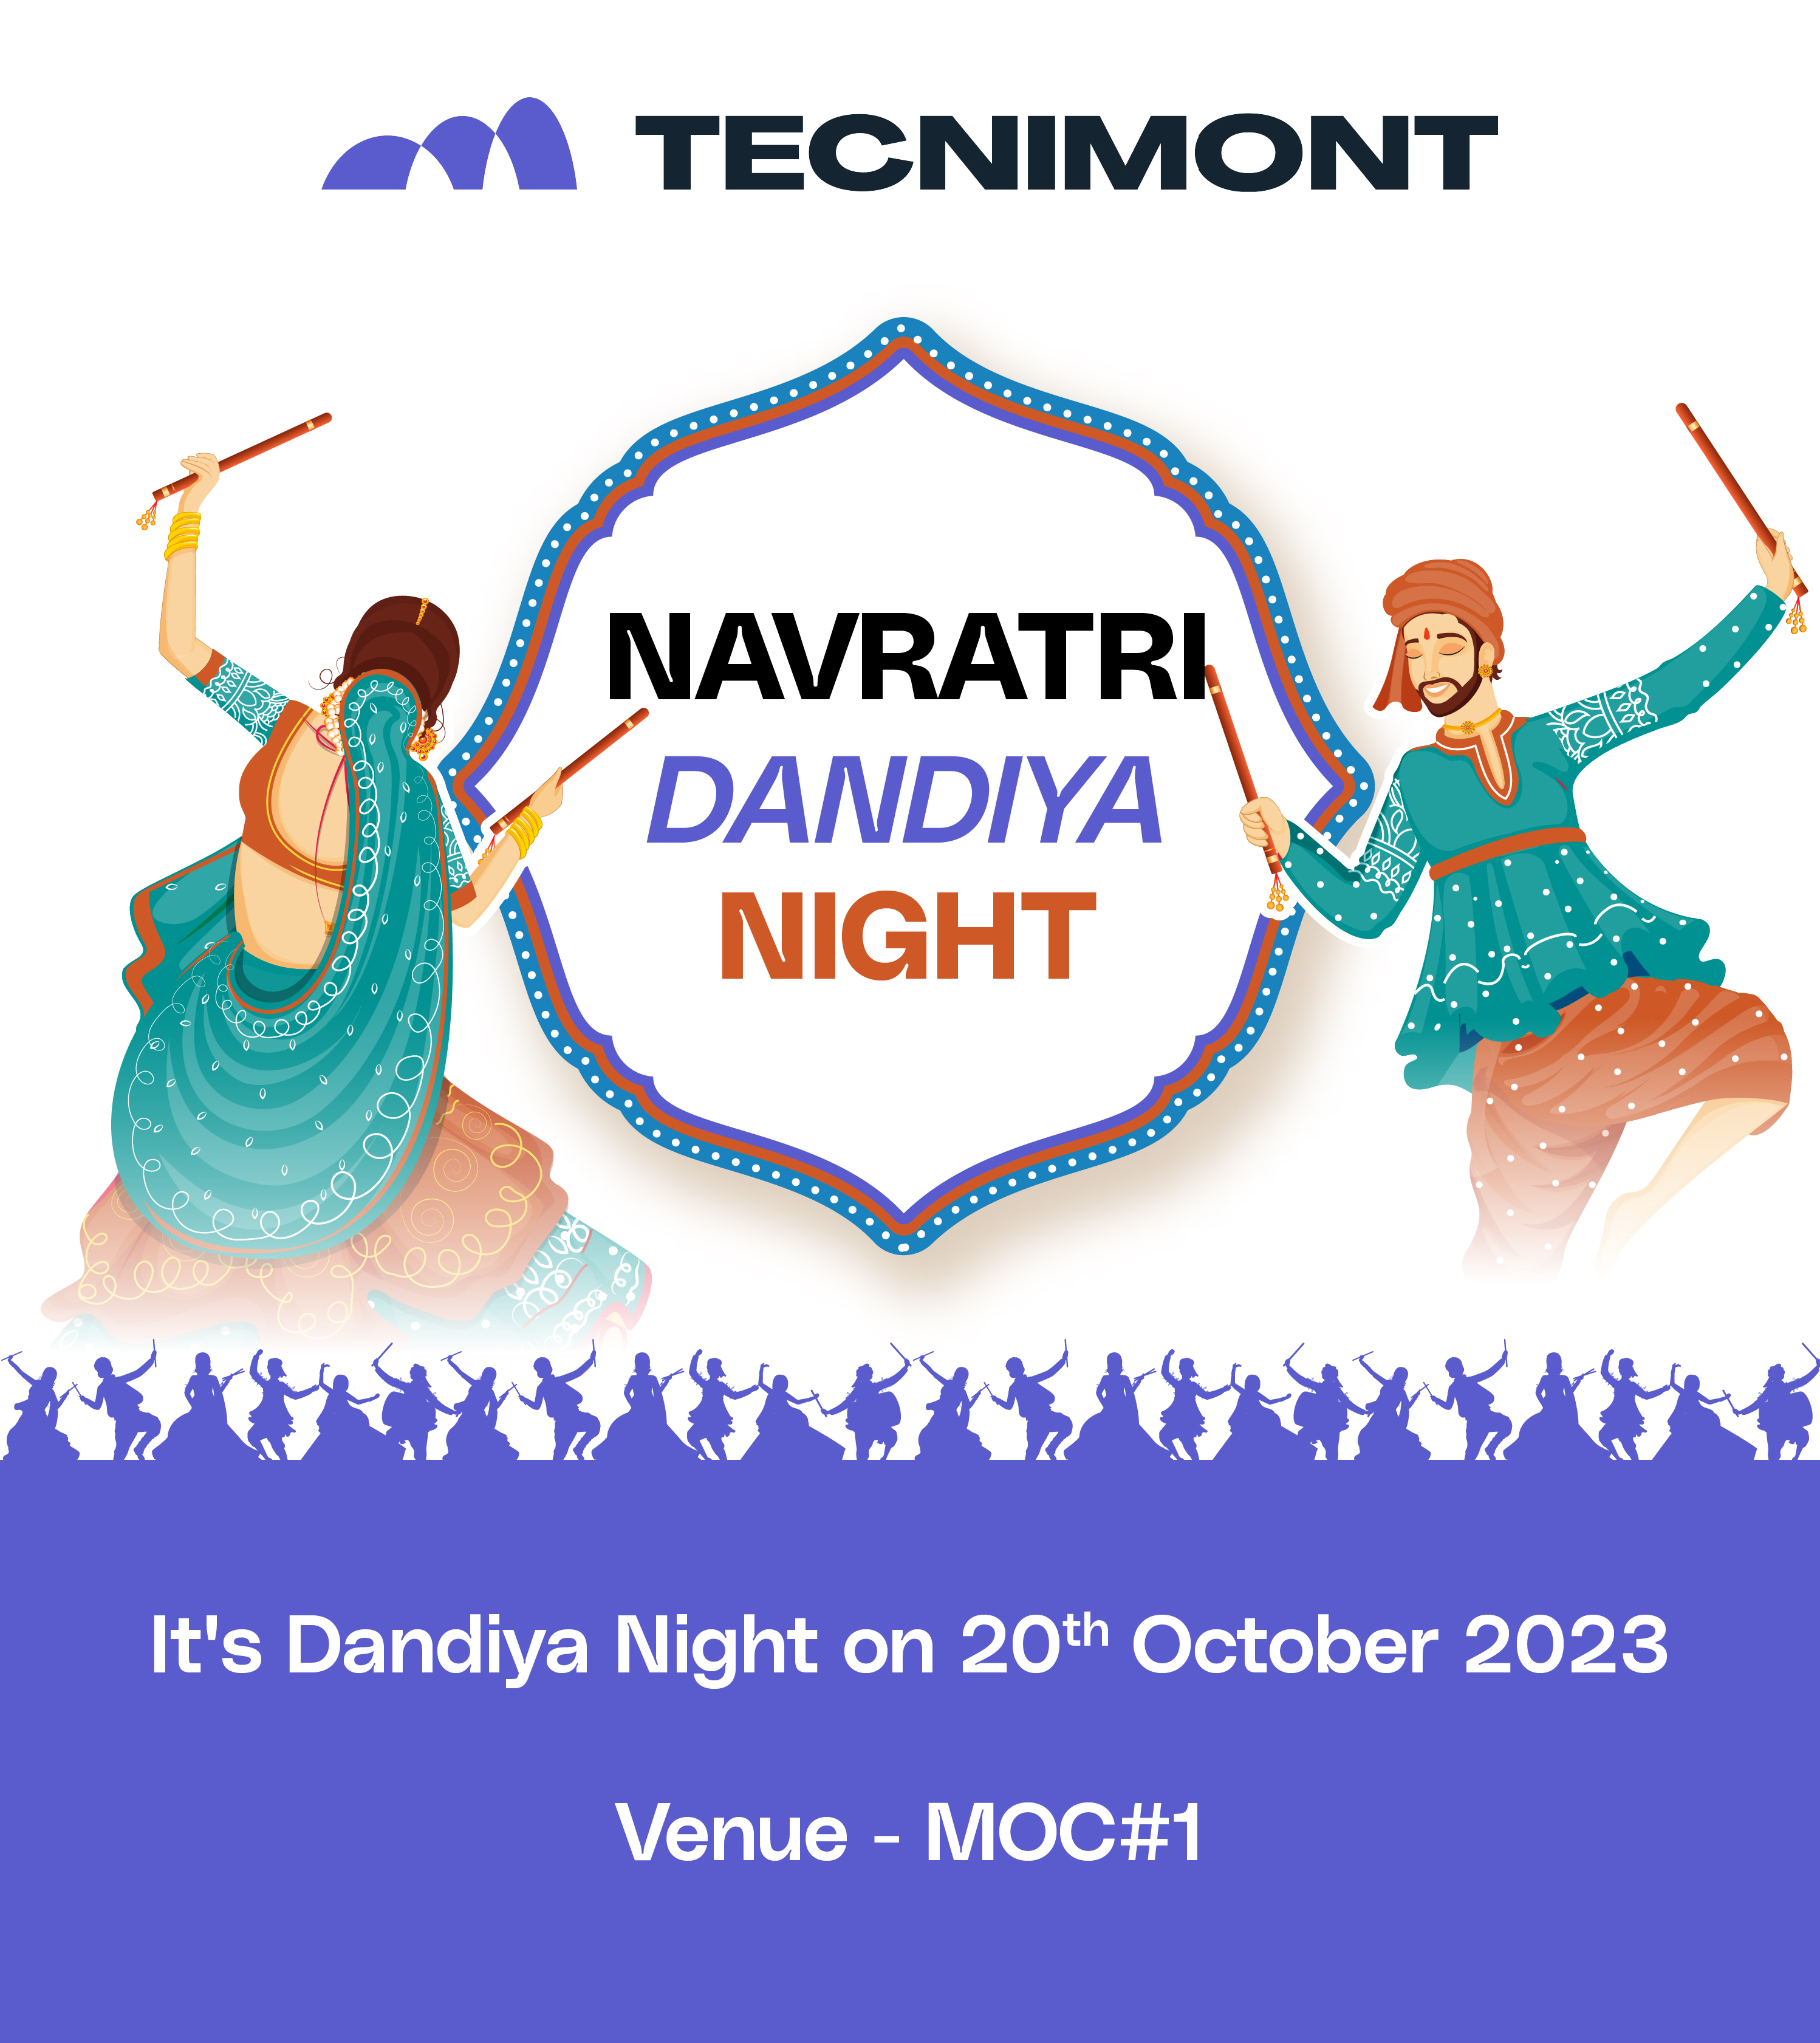 TECNIMONT
NAVRATRI
DANDIYA
NIGHT
It's Dandiya Night on 20th October 2023
Venue - MOC#1